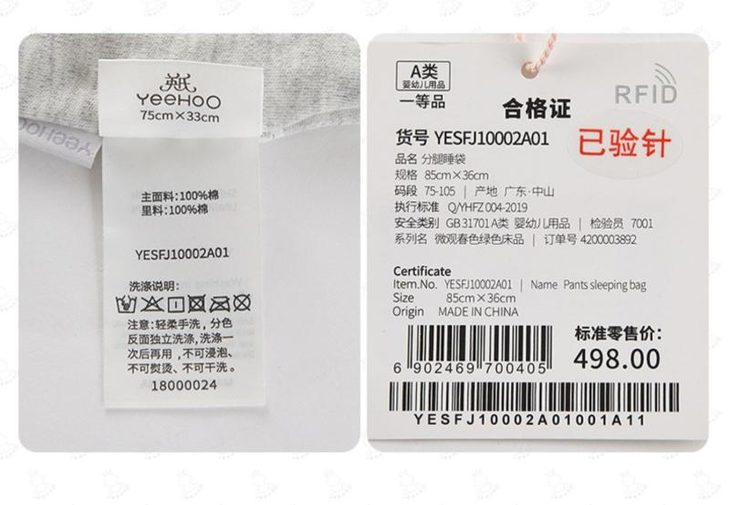 英氏
YeeHoO
75cm×33cm
YeeHoO
主面料:100%棉
里料:100%棉
YESFJ10002A01
洗涤说明:
注意:轻柔手洗，分色
反面独立洗涤、洗涤一
次后再用，不可浸泡、
不可熨烫、不可干洗。
18000024
A类
婴幼儿用品
一等品
RFID
合格证
货号 YESFJ10002A01
已验针
品名 分腿睡袋
规格 85cm×36cm
码段 75-105 | 产地 广东·中山
执行标准 Q/YHFZ 004-2019
安全类别 GB 31701 A类 婴幼儿用品 | 检验员 7001
系列名 微观春色绿色床品 | 订单号 4200003892
Certificate
Item.No. YESFJ10002A01 | Name Pants sleeping bag
Size 85cm×36cm
Origin MADE IN CHINA
标准零售价:
498.00
6 902469 700405
YESFJ10002A01001A11